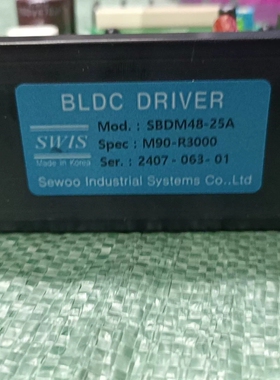 BLDC DRIVER
Mod. : SBDM48-25A
SWIS Spec : M90-R3000
Made in Korea Ser. : 2407 - 063 - 01
Sewoo Industrial Systems Co.,Ltd